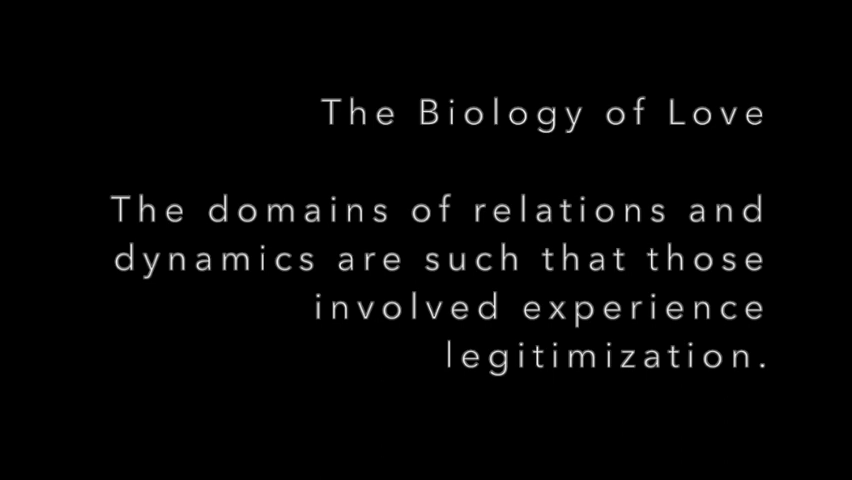 The Biology of Love
The domains of relations and
dynamics are such that those
involved experience
legitimization.